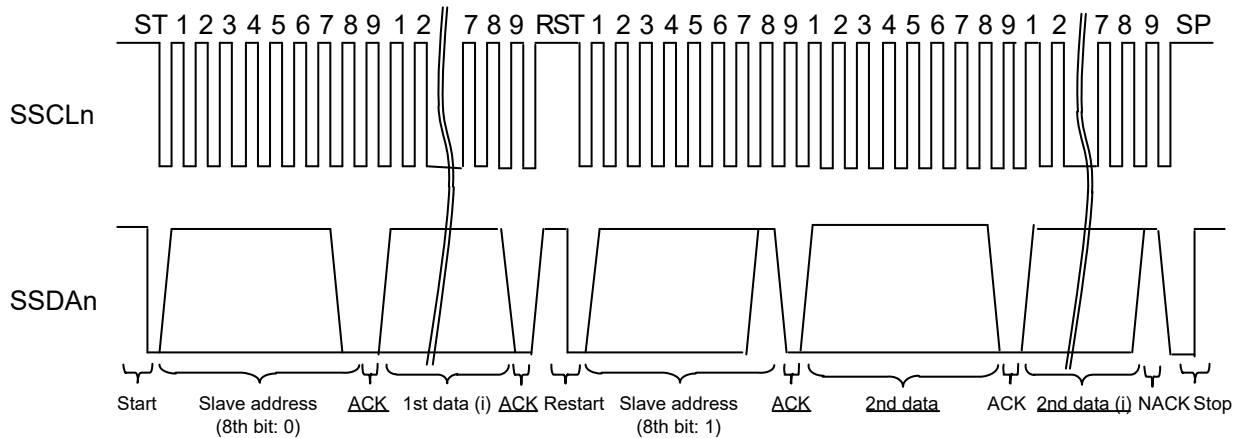 ST 1 2 3 4 5 6 7 8 9 1 2 7 8 9 RST 1 2 3 4 5 6 7 8 9 1 2 3 4 5 6 7 8 9 1 2 7 8 9 SP
SSCLn
SSDAn
Start Slave address ACK 1st data (i) ACK Restart Slave address ACK 2nd data ACK 2nd data (i) NACK Stop
(8th bit: 0) (8th bit: 1)